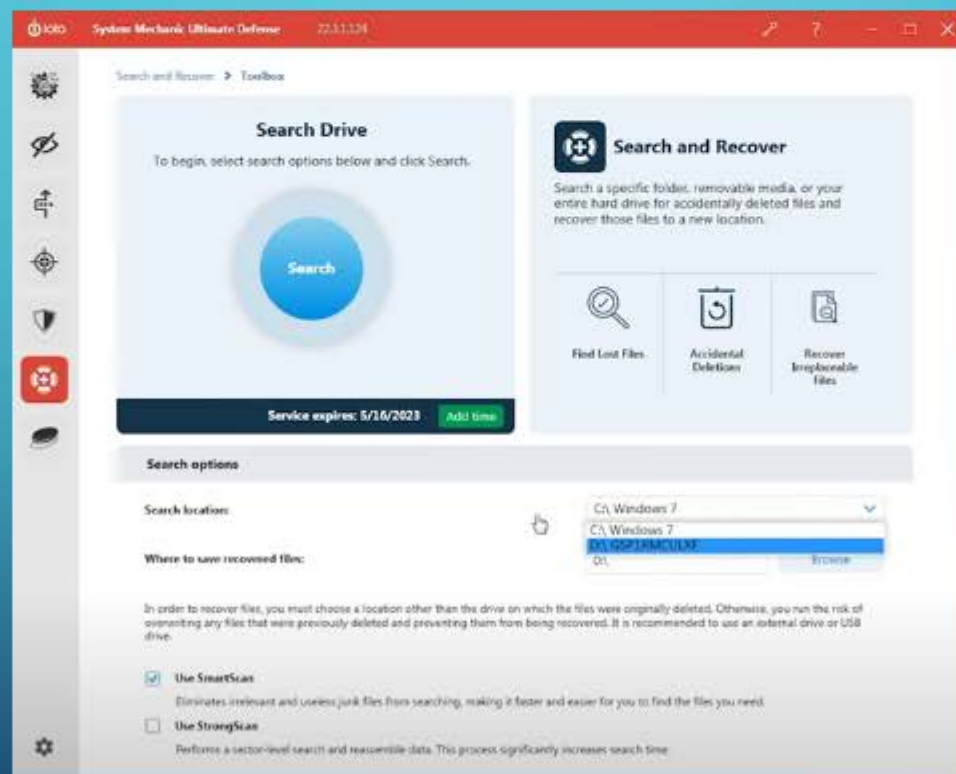 iolo System Mechanic Ultimate Defense 22.3.1.124
Search and Recover > Toolbox
Search Drive
To begin, select search options below and click Search.
Search
Service expires: 5/16/2023 Add time
Search and Recover
Search a specific folder, removable media, or your
entire hard drive for accidentally deleted files and
recover those files to a new location.
Find Lost Files
Accidental
Deletions
Recover
Irreplaceable
Files
Search options
Search location:
C:\, Windows 7
C:\, Windows 7
Where to save recovered files:
D:\,
Browse
In order to recover files, you must choose a location other than the drive on which the files were originally deleted. Otherwise, you run the risk of
overwriting any files that were previously deleted and preventing them from being recovered. It is recommended to use an external drive or USB
drive.
Use SmartScan
Eliminates irrelevant and useless junk files from searching, making it faster and easier for you to find the files you need.
Use StrongScan
Performs a sector-level search and reassemble data. This process significantly increases search time